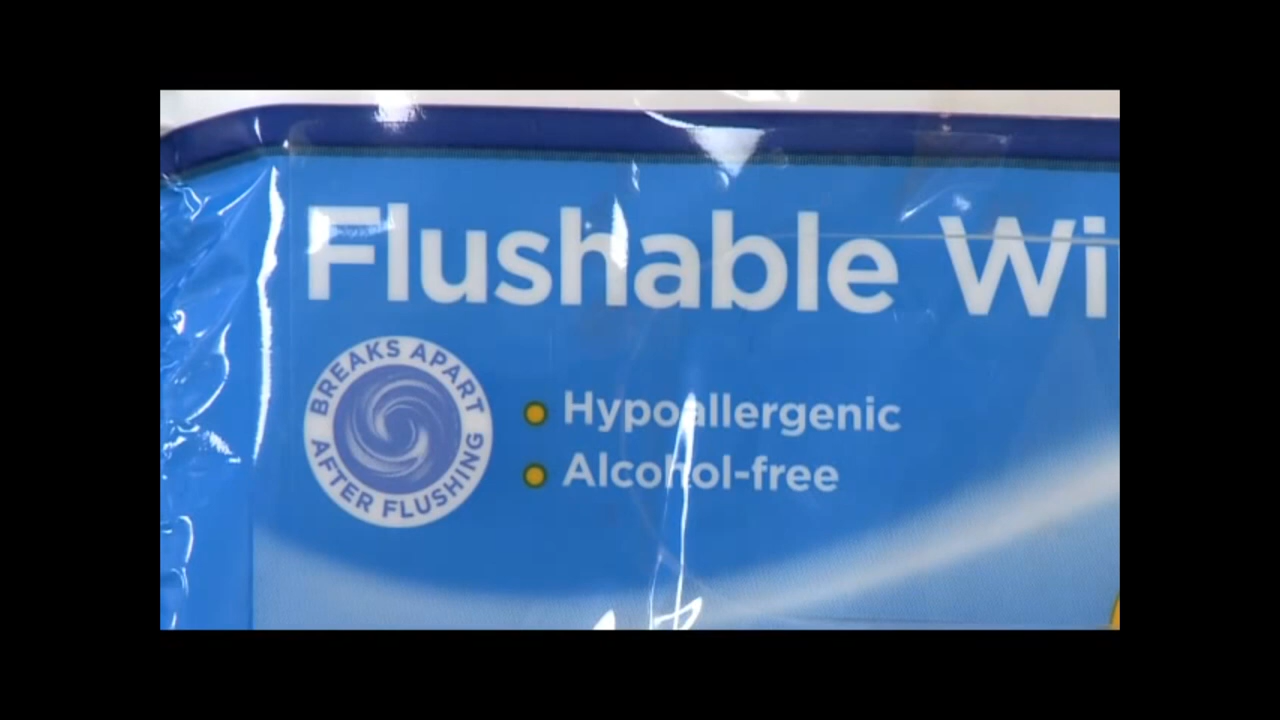 Flushable Wi
BREAKS APART
AFTER FLUSHING
Hypoallergenic
Alcohol-free